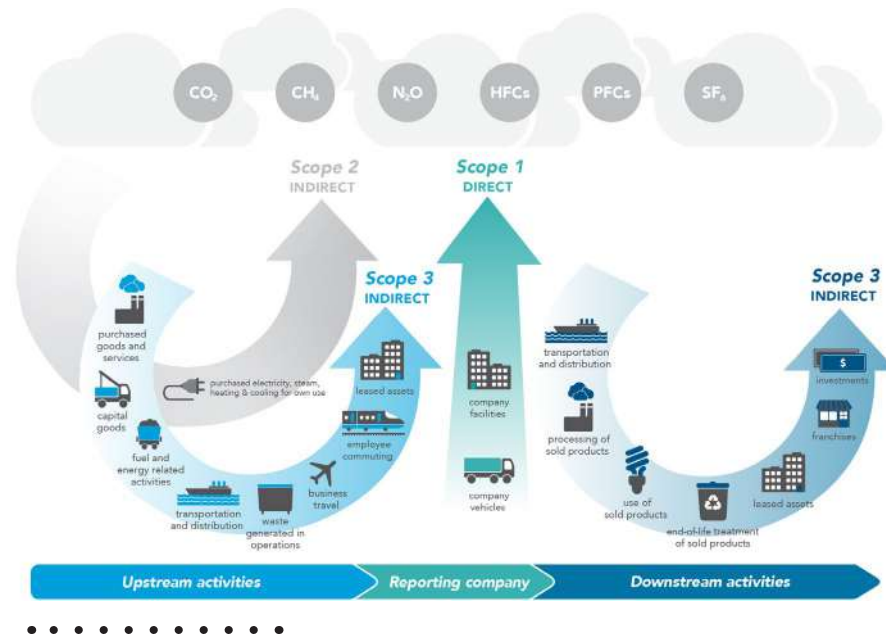 CO₂
CH₄
N₂O
HFCs
PFCs
SF₆
Scope 2
INDIRECT
Scope 1
DIRECT
Scope 3
INDIRECT
Scope 3
INDIRECT
purchased
goods and
services
capital
goods
purchased electricity, steam,
heating & cooling for own use
fuel and
energy related
activities
transportation
and distribution
waste
generated in
operations
business
travel
employee
commuting
leased assets
company
facilities
company
vehicles
transportation
and distribution
processing of
sold products
use of
sold products
end-of-life treatment
of sold products
leased assets
franchises
$
investments
Upstream activities
Reporting company
Downstream activities